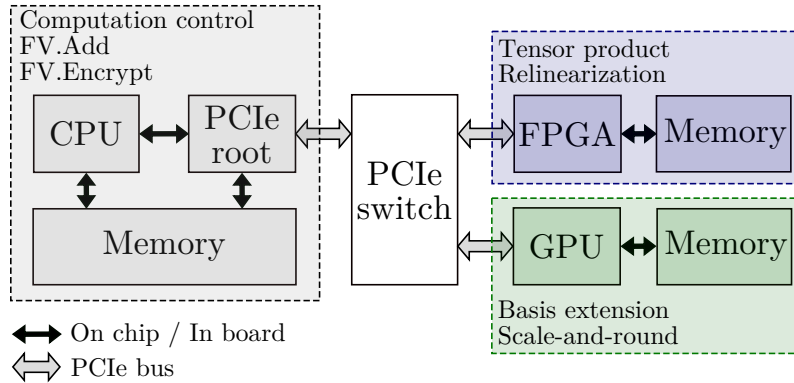 Computation control
FV.Add
FV.Encrypt
CPU
PCIe
root
Memory
PCIe
switch
Tensor product
Relinearization
FPGA
Memory
GPU
Memory
Basis extension
Scale-and-round
On chip / In board
PCIe bus